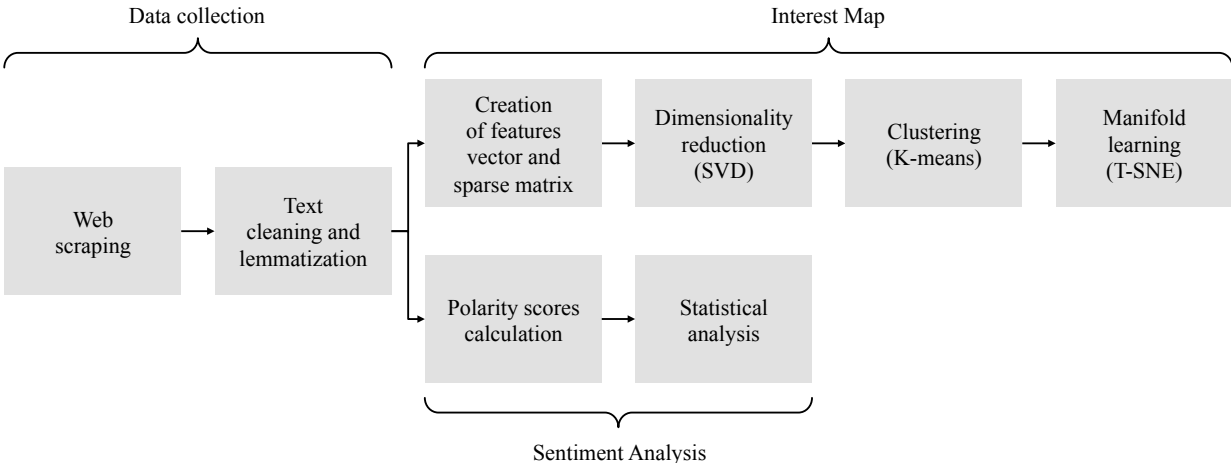 Data collection
Interest Map
Creation
of features
vector and
sparse matrix
Dimensionality
reduction
(SVD)
Clustering
(K-means)
Manifold
learning
(T-SNE)
Web
scraping
Text
cleaning and
lemmatization
Polarity scores
calculation
Statistical
analysis
Sentiment Analysis